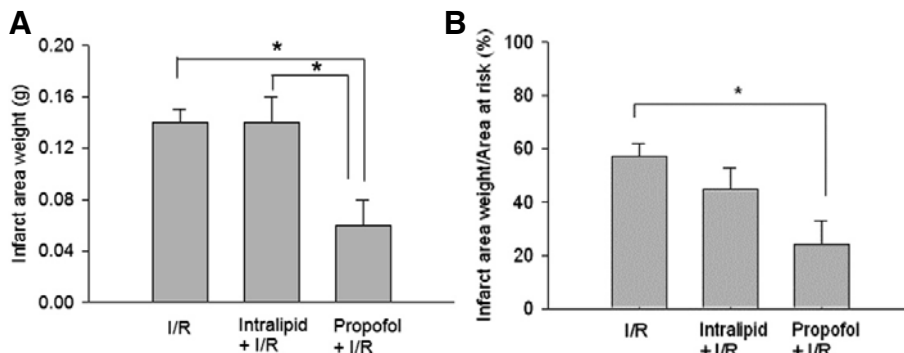 A
Infarct area weight (g)
0.20
0.16
0.12
0.08
0.04
0.00
*
*
I/R
Intralipid
+ I/R
Propofol
+ I/R
B
Infarct area weight/Area at risk (%)
100
80
60
40
20
0
*
I/R
Intralipid
+ I/R
Propofol
+ I/R